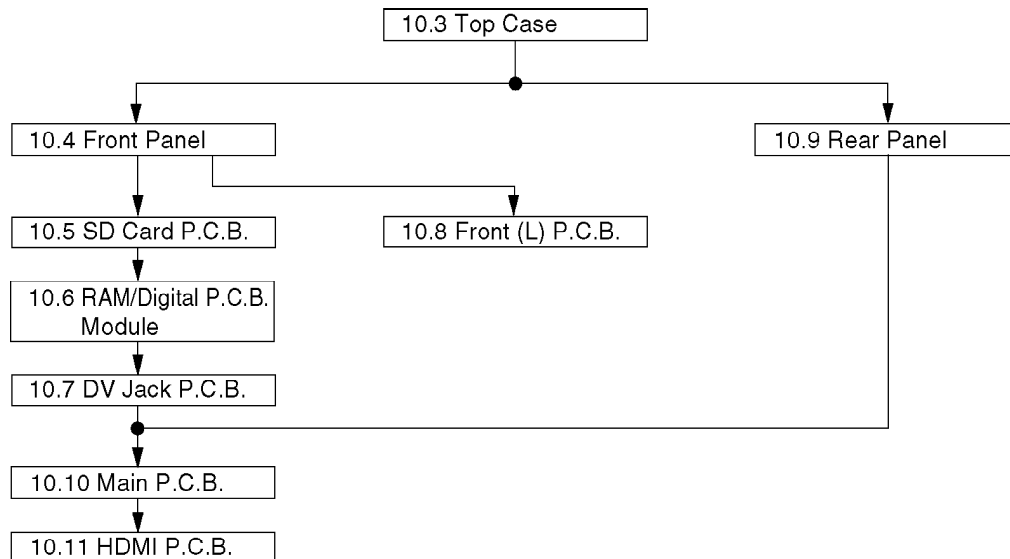 10.3 Top Case
10.4 Front Panel
10.9 Rear Panel
10.5 SD Card P.C.B.
10.8 Front (L) P.C.B.
10.6 RAM/Digital P.C.B.
Module
10.7 DV Jack P.C.B.
10.10 Main P.C.B.
10.11 HDMI P.C.B.